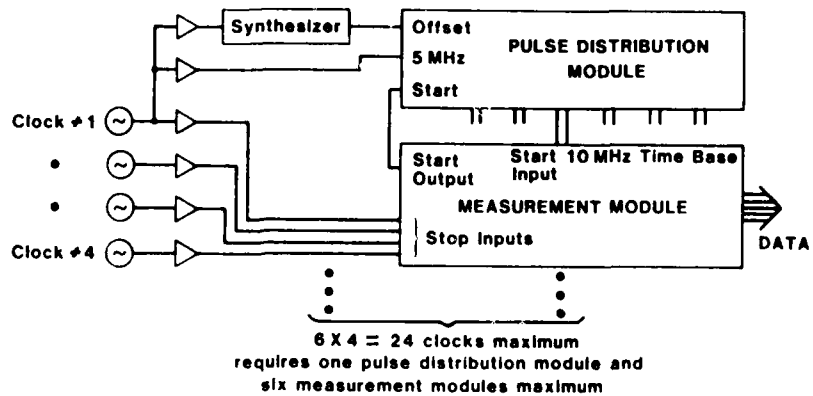 Synthesizer
Offset
5 MHz
Start
PULSE DISTRIBUTION
MODULE
Clock #1
Clock #4
Start
Output
Start 10 MHz Time Base
Input
MEASUREMENT MODULE
Stop Inputs
DATA
6 X 4 = 24 clocks maximum
requires one pulse distribution module and
six measurement modules maximum